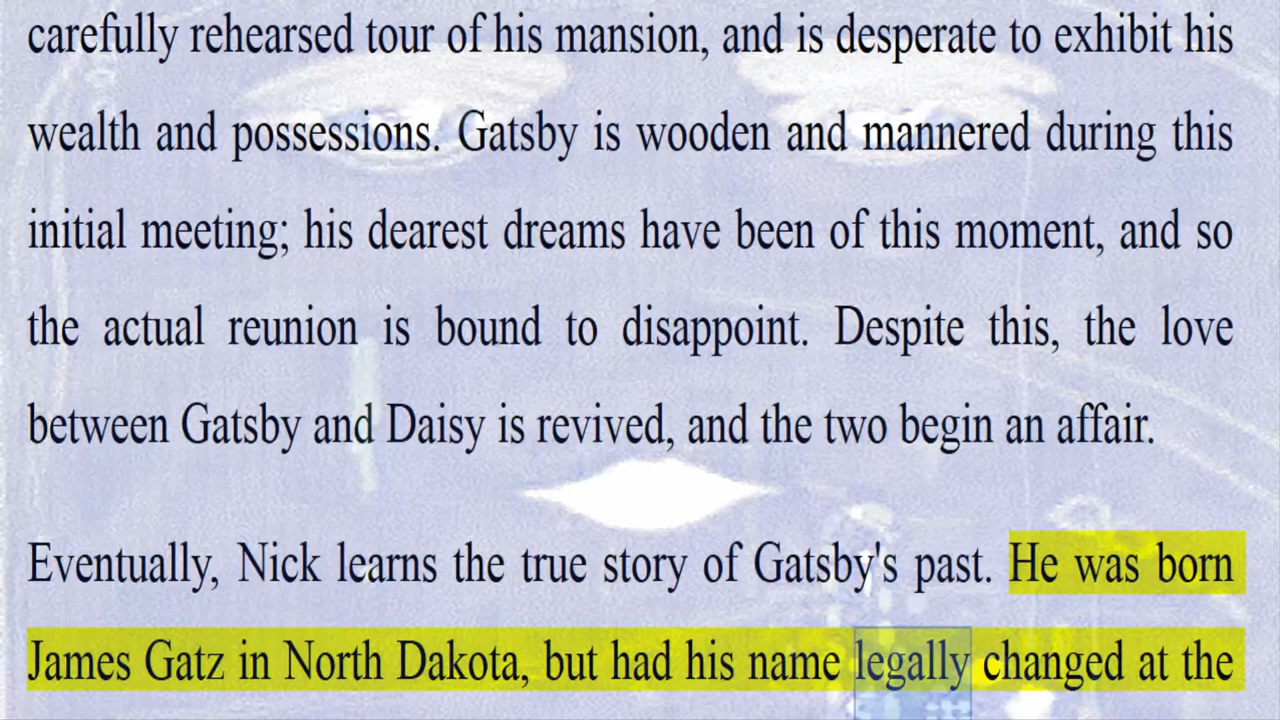 carefully rehearsed tour of his mansion, and is desperate to exhibit his
wealth and possessions. Gatsby is wooden and mannered during this
initial meeting; his dearest dreams have been of this moment, and so
the actual reunion is bound to disappoint. Despite this, the love
between Gatsby and Daisy is revived, and the two begin an affair.
Eventually, Nick learns the true story of Gatsby's past. He was born
James Gatz in North Dakota, but had his name legally changed at the